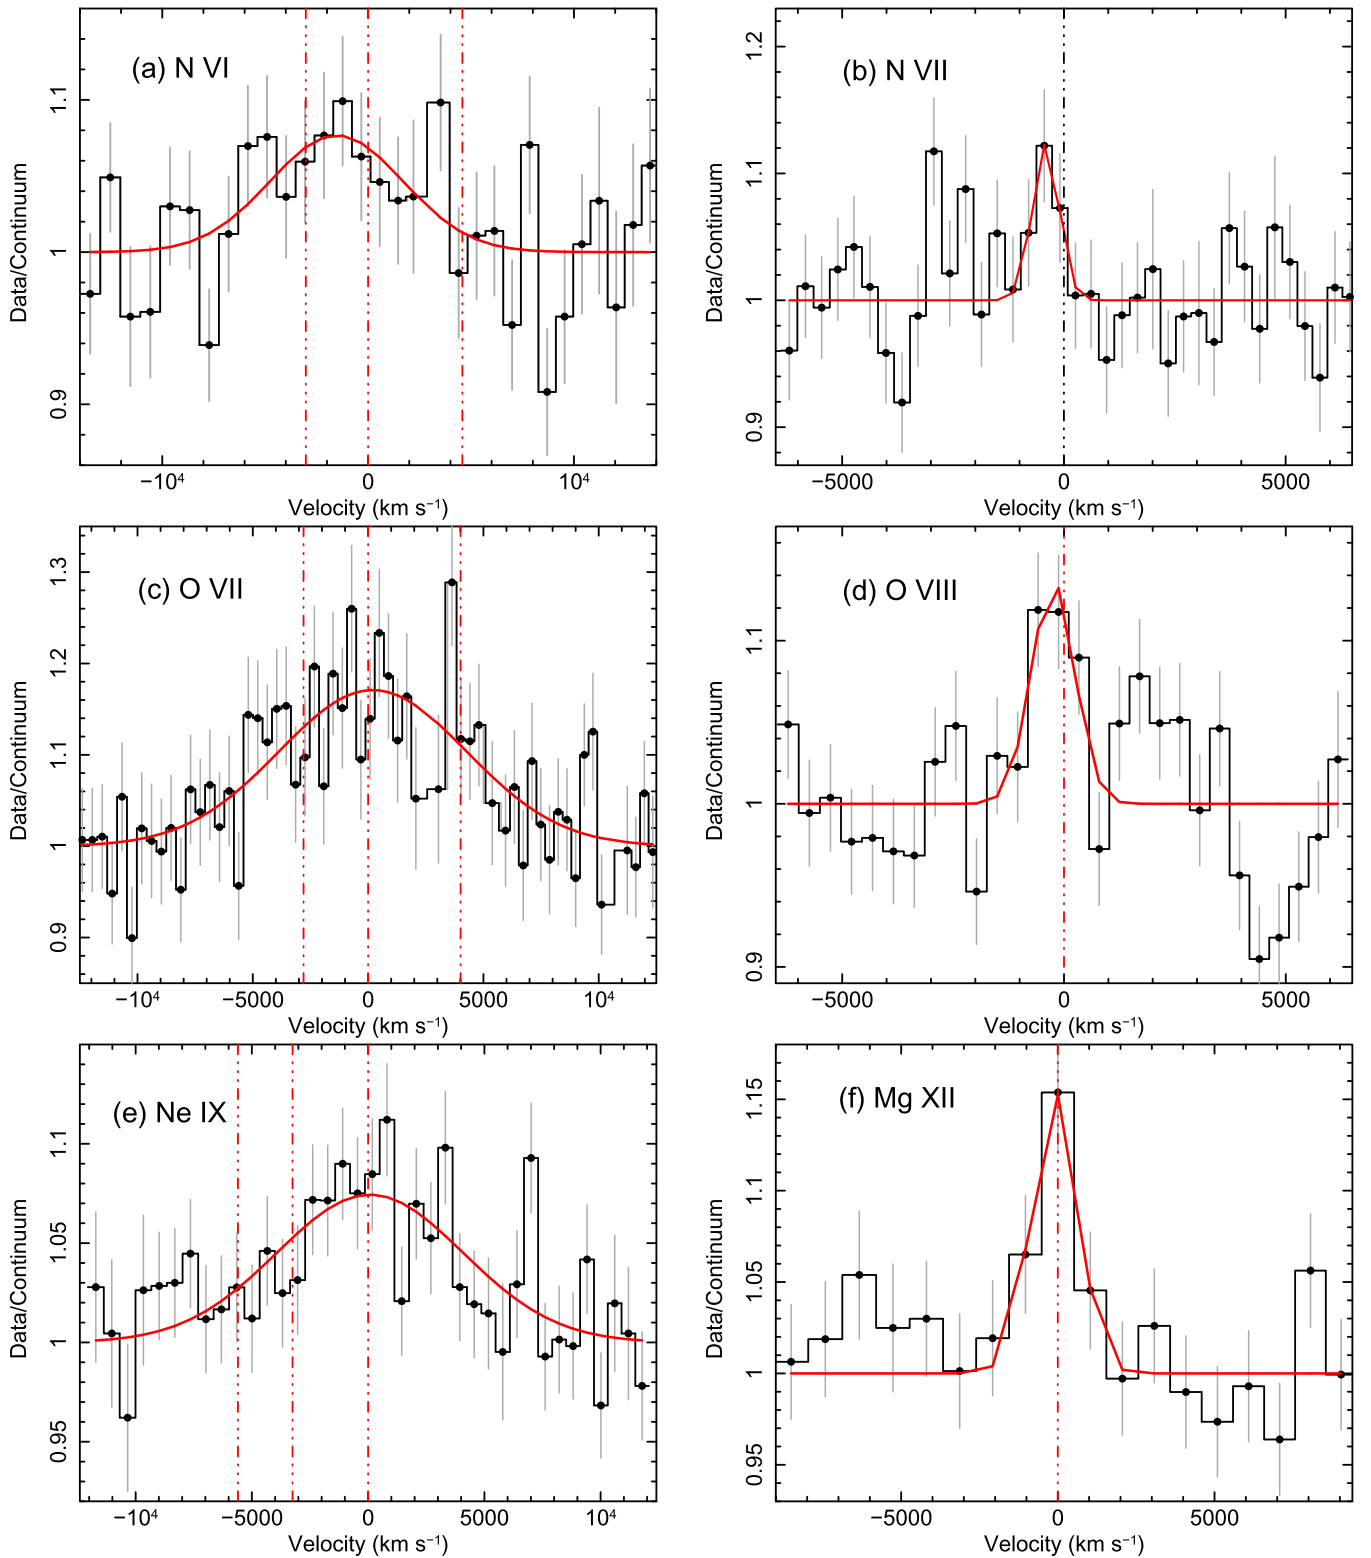 (a) N VI
1.1
1
0.9
Data/Continuum
−10⁴
0
10⁴
Velocity (km s⁻¹)
(b) N VII
1.2
1.1
1
0.9
Data/Continuum
−5000
0
5000
Velocity (km s⁻¹)
(c) O VII
1.3
1.2
1.1
1
0.9
Data/Continuum
−10⁴
−5000
0
5000
10⁴
Velocity (km s⁻¹)
(d) O VIII
1.1
1
0.9
Data/Continuum
−5000
0
5000
Velocity (km s⁻¹)
(e) Ne IX
1.1
1.05
1
0.95
Data/Continuum
−10⁴
−5000
0
5000
10⁴
Velocity (km s⁻¹)
(f) Mg XII
1.15
1.1
1.05
1
0.95
Data/Continuum
−5000
0
5000
Velocity (km s⁻¹)